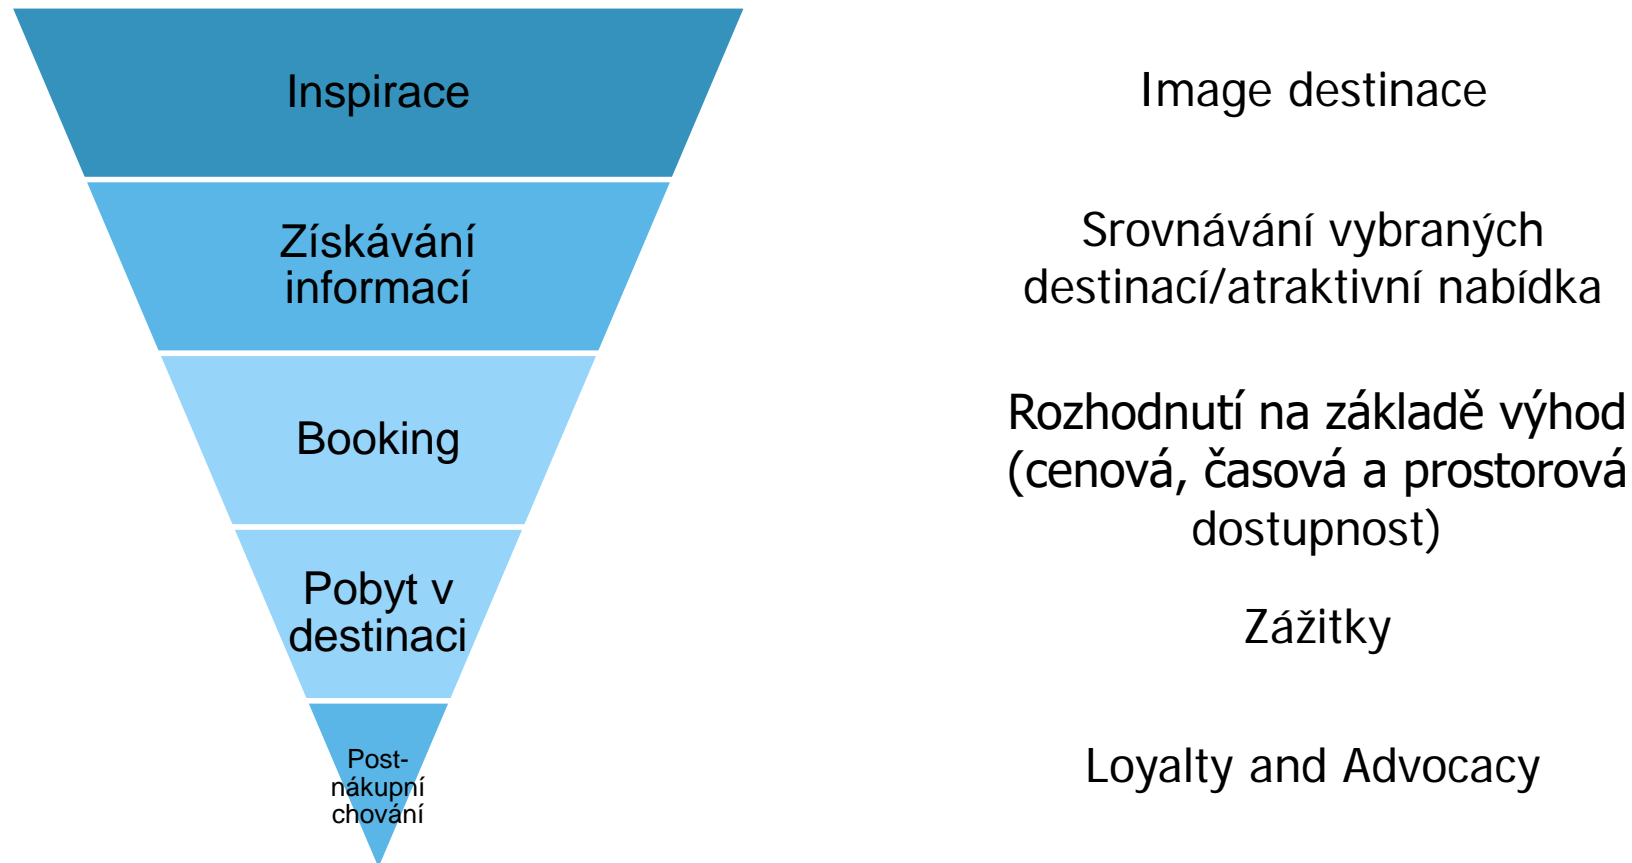 Inspirace
Image destinace
Získávání
informací
Srovnávání vybraných
destinací/atraktivní nabídka
Booking
Rozhodnutí na základě výhod
(cenová, časová a prostorová
dostupnost)
Pobyt v
destinaci
Zážitky
Post-
nákupní
chování
Loyalty and Advocacy